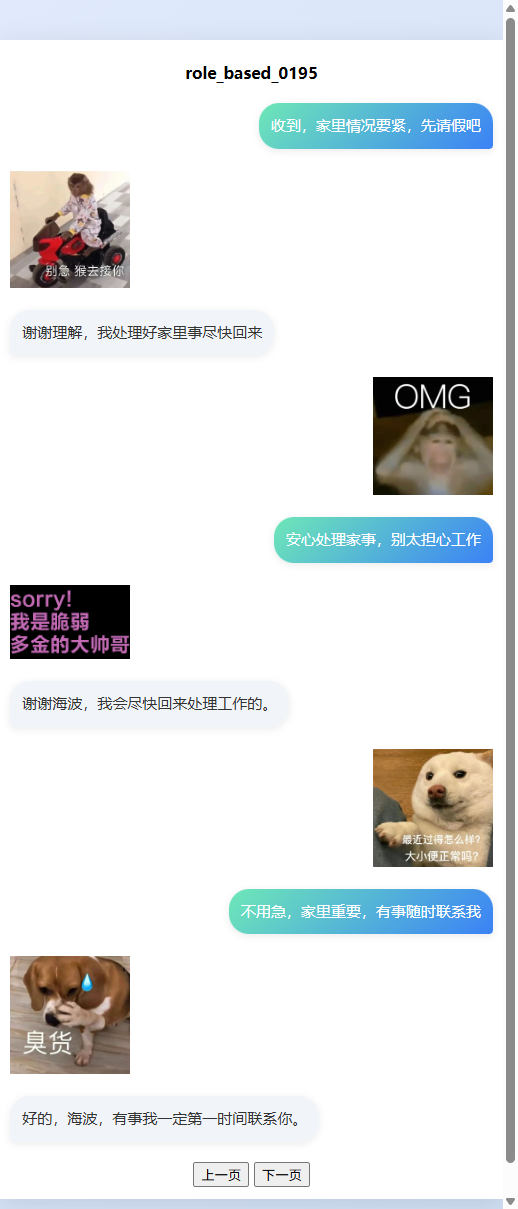 role_based_0195
收到，家里情况要紧，先请假吧
别急 猴去接你
谢谢理解，我处理好家里事尽快回来
OMG
安心处理家事，别太担心工作
sorry!
我是脆弱
多金的大帅哥
谢谢海波，我会尽快回来处理工作的。
最近过得怎么样?
大小便正常吗?
不用急，家里重要，有事随时联系我
臭货
好的，海波，有事我一定第一时间联系你。
上一页 下一页